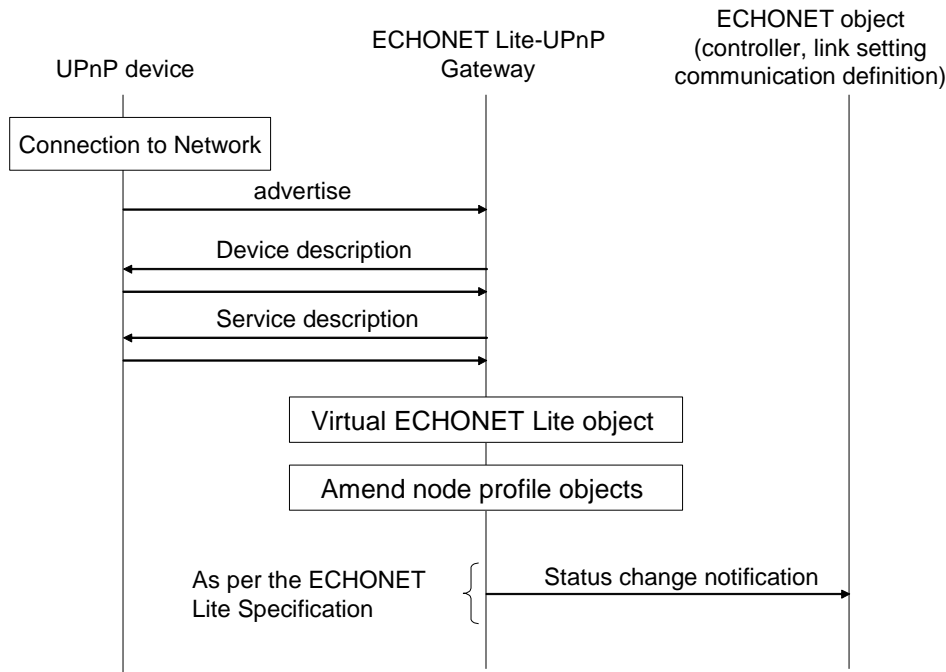 UPnP device
ECHONET Lite-UPnP
Gateway
ECHONET object
(controller, link setting
communication definition)
Connection to Network
advertise
Device description
Service description
Virtual ECHONET Lite object
Amend node profile objects
As per the ECHONET
Lite Specification
Status change notification